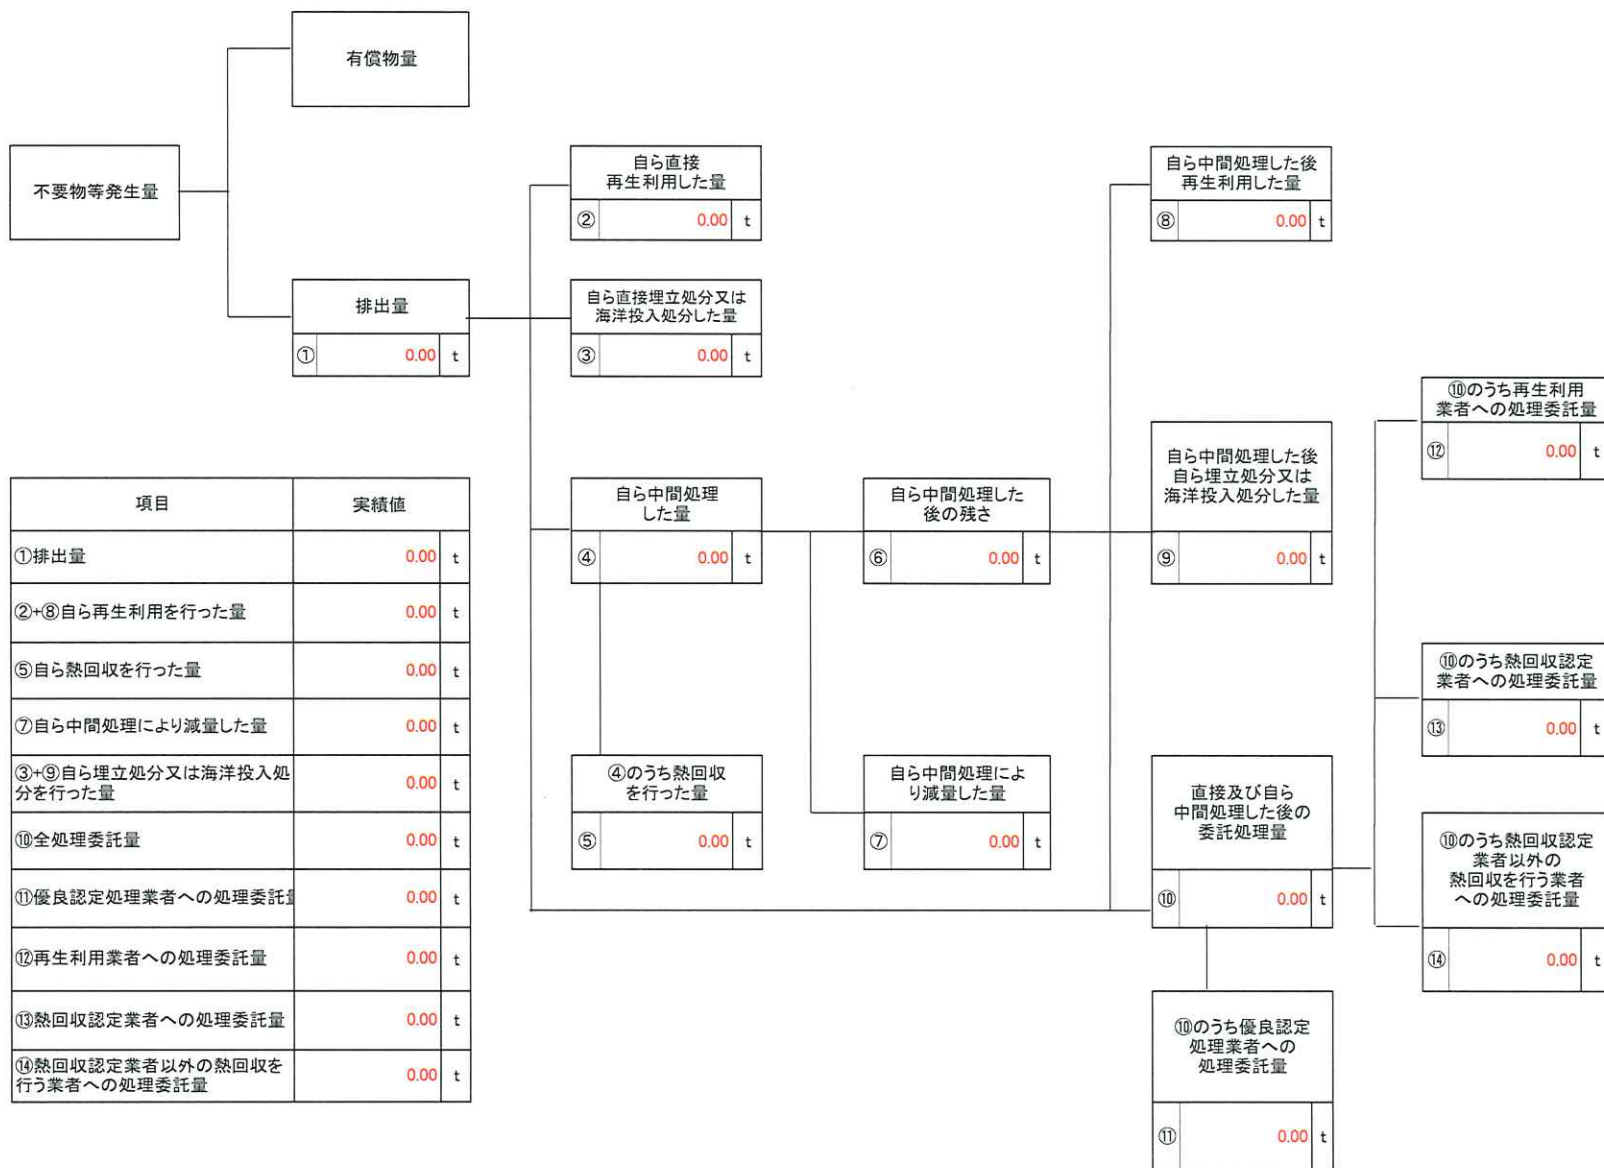 有償物量
不要物等発生量
排出量
① 0.00 t
自ら直接
再生利用した量
② 0.00 t
自ら直接埋立処分又は
海洋投入処分した量
③ 0.00 t
自ら中間処理
した量
④ 0.00 t
④のうち熱回収
を行った量
⑤ 0.00 t
自ら中間処理した
後の残さ
⑥ 0.00 t
自ら中間処理によ
り減量した量
⑦ 0.00 t
自ら中間処理した後
再生利用した量
⑧ 0.00 t
自ら中間処理した後
自ら埋立処分又は
海洋投入処分した量
⑨ 0.00 t
直接及び自ら
中間処理した後の
委託処理量
⑩ 0.00 t
⑩のうち優良認定
処理業者への
処理委託量
⑪ 0.00 t
⑩のうち再生利用
業者への処理委託量
⑫ 0.00 t
⑩のうち熱回収認定
業者への処理委託量
⑬ 0.00 t
⑩のうち熱回収認定
業者以外の
熱回収を行う業者
への処理委託量
⑭ 0.00 t
項目 実績値
①排出量 0.00 t
②+⑧自ら再生利用を行った量 0.00 t
⑤自ら熱回収を行った量 0.00 t
⑦自ら中間処理により減量した量 0.00 t
③+⑨自ら埋立処分又は海洋投入処
分を行った量 0.00 t
⑩全処理委託量 0.00 t
⑪優良認定処理業者への処理委託 0.00 t
⑫再生利用業者への処理委託量 0.00 t
⑬熱回収認定業者への処理委託量 0.00 t
⑭熱回収認定業者以外の熱回収を
行う業者への処理委託量 0.00 t